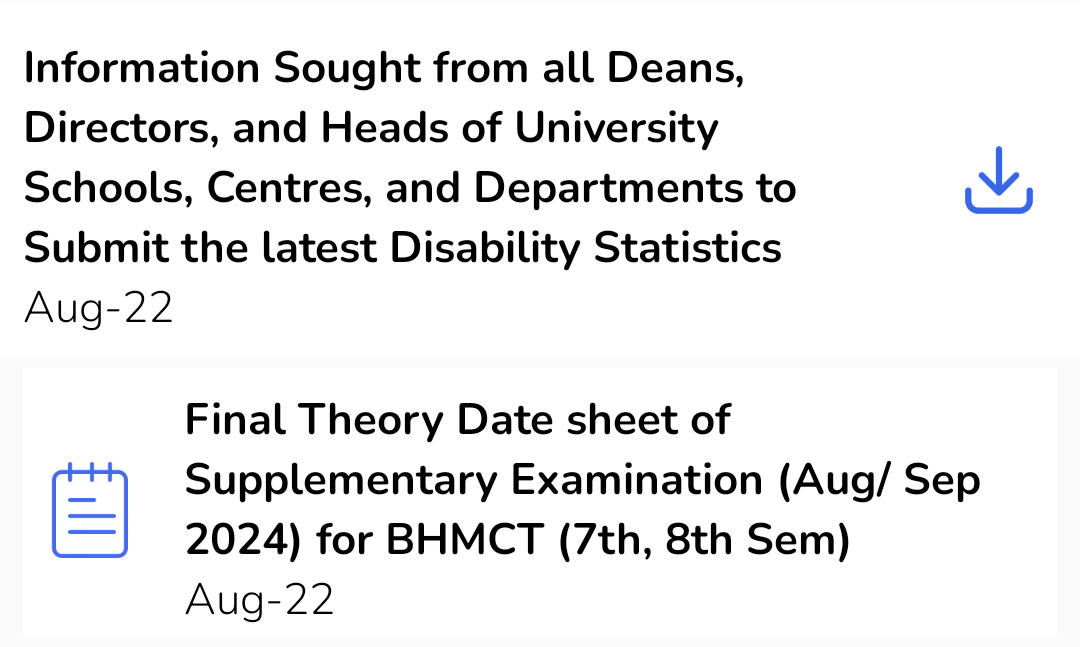 Information Sought from all Deans,
Directors, and Heads of University
Schools, Centres, and Departments to
Submit the latest Disability Statistics
Aug-22
Final Theory Date sheet of
Supplementary Examination (Aug/ Sep
2024) for BHMCT (7th, 8th Sem)
Aug-22